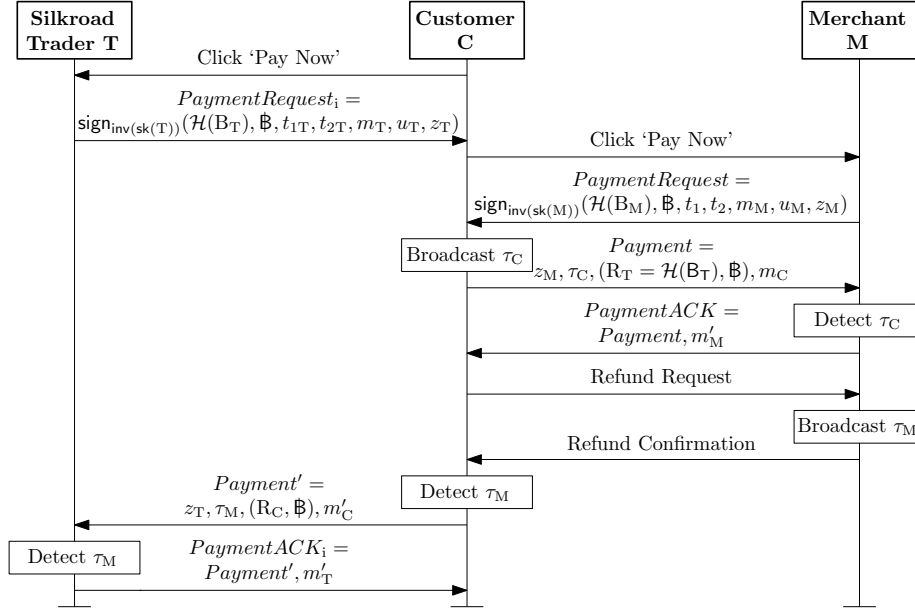 Silkroad
Trader T
Customer
C
Merchant
M
Click ‘Pay Now’
PaymentRequest_i =
sign_inv(sk(T))(ℋ(B_T), ฿, t_1T, t_2T, m_T, u_T, z_T)
Click ‘Pay Now’
PaymentRequest =
sign_inv(sk(M))(ℋ(B_M), ฿, t_1, t_2, m_M, u_M, z_M)
Broadcast τ_C
Payment =
z_M, τ_C, (R_T = ℋ(B_T), ฿), m_C
Detect τ_C
PaymentACK =
Payment, m′_M
Refund Request
Broadcast τ_M
Refund Confirmation
Detect τ_M
Payment′ =
z_T, τ_M, (R_C, ฿), m′_C
Detect τ_M
PaymentACK_i =
Payment′, m′_T